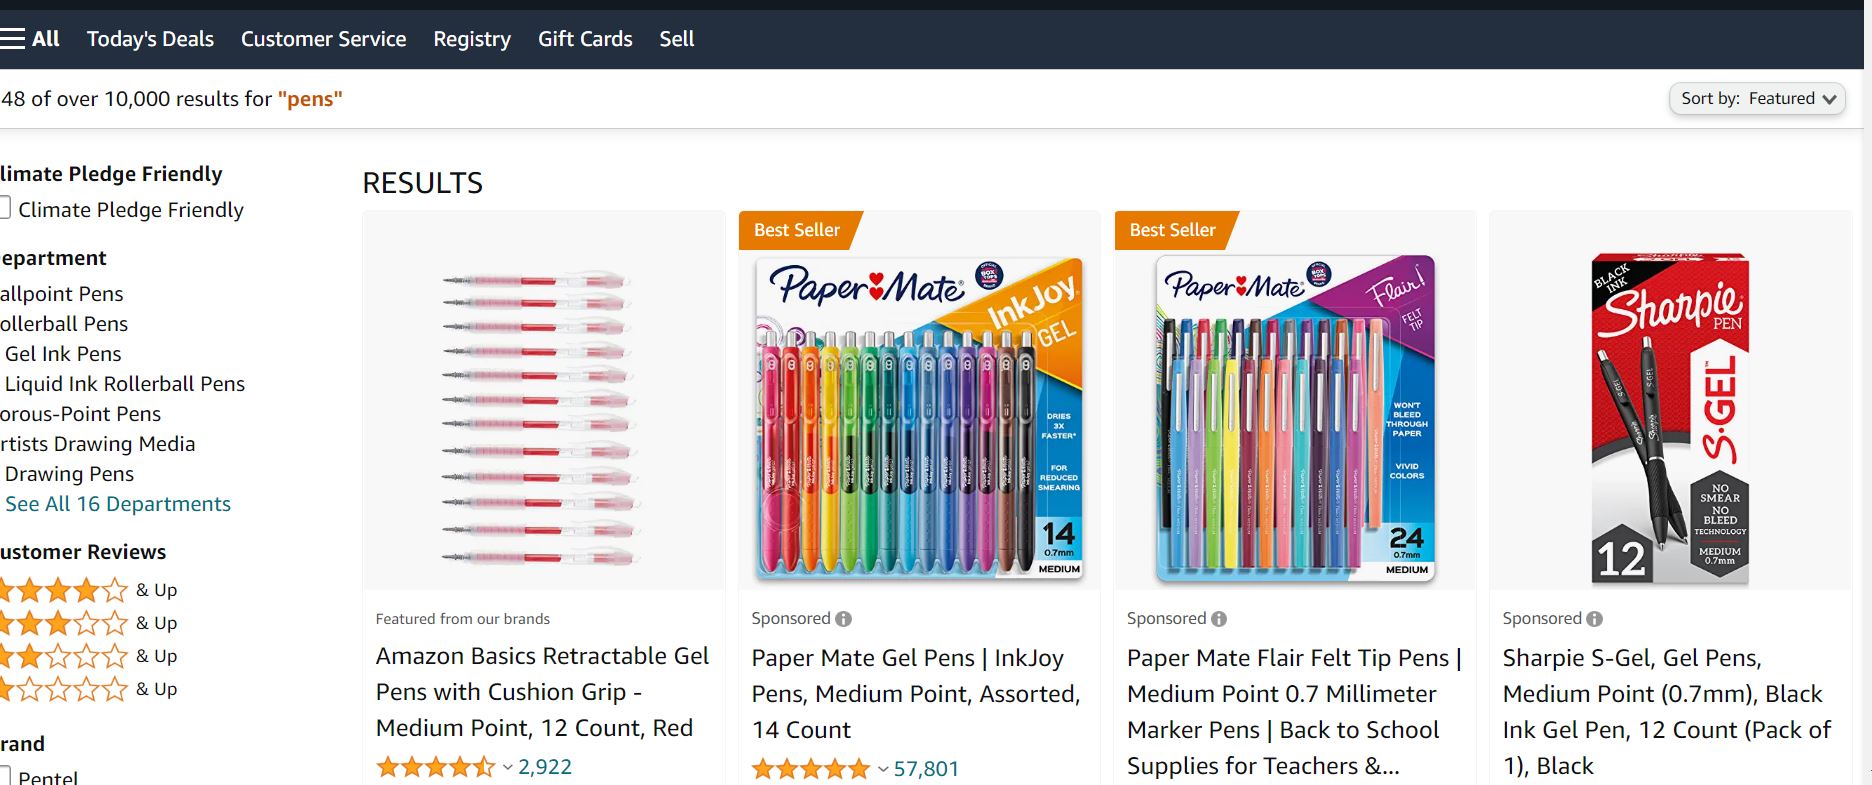 All Today's Deals Customer Service Registry Gift Cards Sell
48 of over 10,000 results for "pens"
Sort by: Featured
limate Pledge Friendly
Climate Pledge Friendly
epartment
allpoint Pens
ollerball Pens
Gel Ink Pens
Liquid Ink Rollerball Pens
orous-Point Pens
rtists Drawing Media
Drawing Pens
See All 16 Departments
ustomer Reviews
& Up
& Up
& Up
& Up
rand
Pentel
RESULTS
Featured from our brands
Amazon Basics Retractable Gel
Pens with Cushion Grip -
Medium Point, 12 Count, Red
2,922
Best Seller
Paper Mate
InkJoy
GEL
DRIES
3X
FASTER*
FOR
REDUCED
SMEARING
14
0.7mm
MEDIUM
Sponsored
Paper Mate Gel Pens | InkJoy
Pens, Medium Point, Assorted,
14 Count
57,801
Best Seller
Paper Mate
Flair!
FELT
TIP
WON'T
BLEED
THROUGH
PAPER
VIVID
COLORS
24
0.7mm
MEDIUM
Sponsored
Paper Mate Flair Felt Tip Pens |
Medium Point 0.7 Millimeter
Marker Pens | Back to School
Supplies for Teachers &...
BLACK
INK
Sharpie
PEN
S·GEL
NO
SMEAR
NO
BLEED
TECHNOLOGY
MEDIUM
0.7mm
12
Sponsored
Sharpie S-Gel, Gel Pens,
Medium Point (0.7mm), Black
Ink Gel Pen, 12 Count (Pack of
1), Black